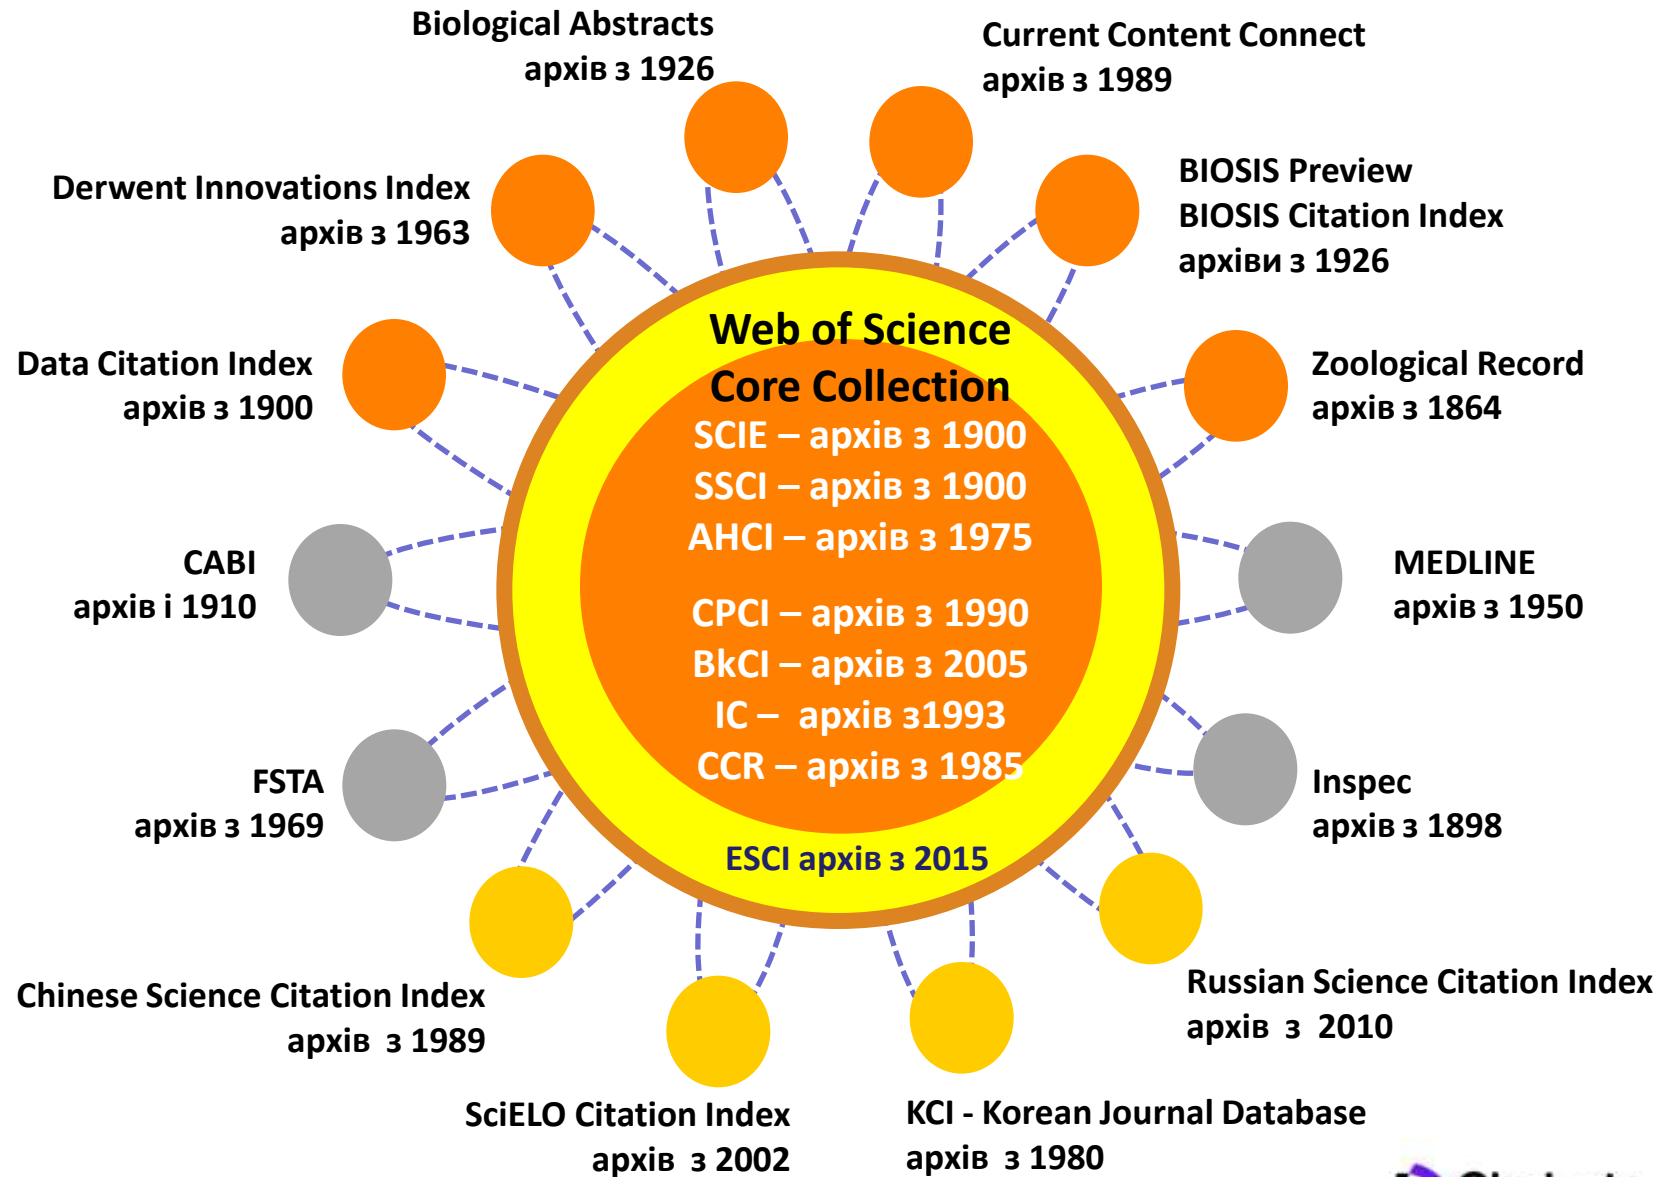 Biological Abstracts
архів з 1926
Current Content Connect
архів з 1989
Derwent Innovations Index
архів з 1963
BIOSIS Preview
BIOSIS Citation Index
архіви з 1926
Data Citation Index
архів з 1900
Zoological Record
архів з 1864
Web of Science
Core Collection
SCIE – архів з 1900
SSCI – архів з 1900
AHCI – архів з 1975
CPCI – архів з 1990
BkCI – архів з 2005
IC – архів з1993
CCR – архів з 1985
ESCI архів з 2015
CABI
архів і 1910
MEDLINE
архів з 1950
FSTA
архів з 1969
Inspec
архів з 1898
Chinese Science Citation Index
архів з 1989
Russian Science Citation Index
архів з 2010
SciELO Citation Index
архів з 2002
KCI - Korean Journal Database
архів з 1980